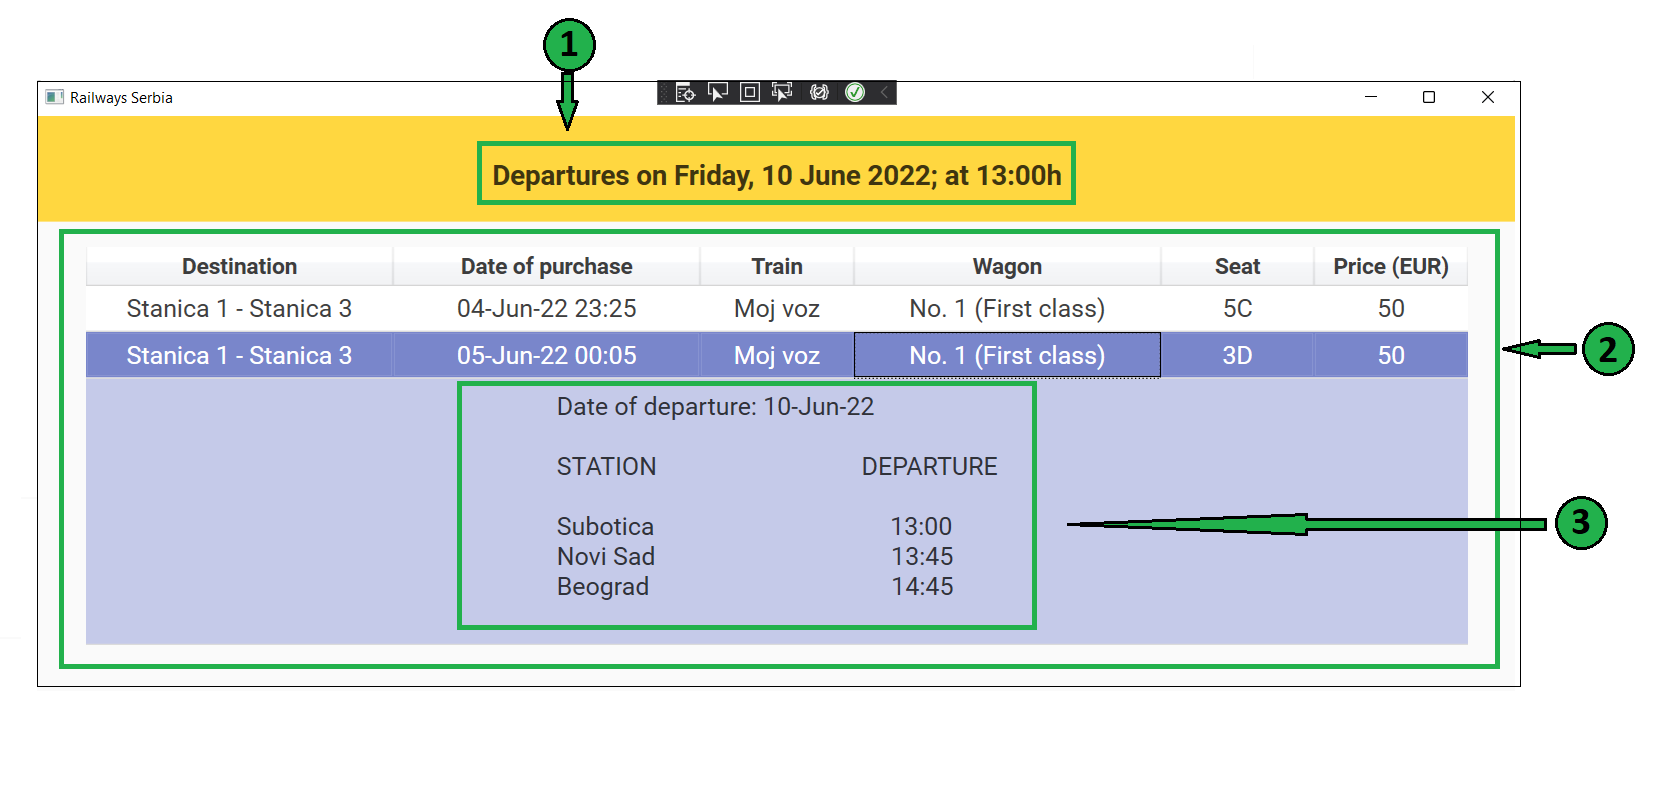 1
Railways Serbia
Departures on Friday, 10 June 2022; at 13:00h
Destination Date of purchase Train Wagon Seat Price (EUR)
Stanica 1 - Stanica 3 04-Jun-22 23:25 Moj voz No. 1 (First class) 5C 50
Stanica 1 - Stanica 3 05-Jun-22 00:05 Moj voz No. 1 (First class) 3D 50
2
Date of departure: 10-Jun-22
STATION DEPARTURE
Subotica 13:00
3
Novi Sad 13:45
Beograd 14:45